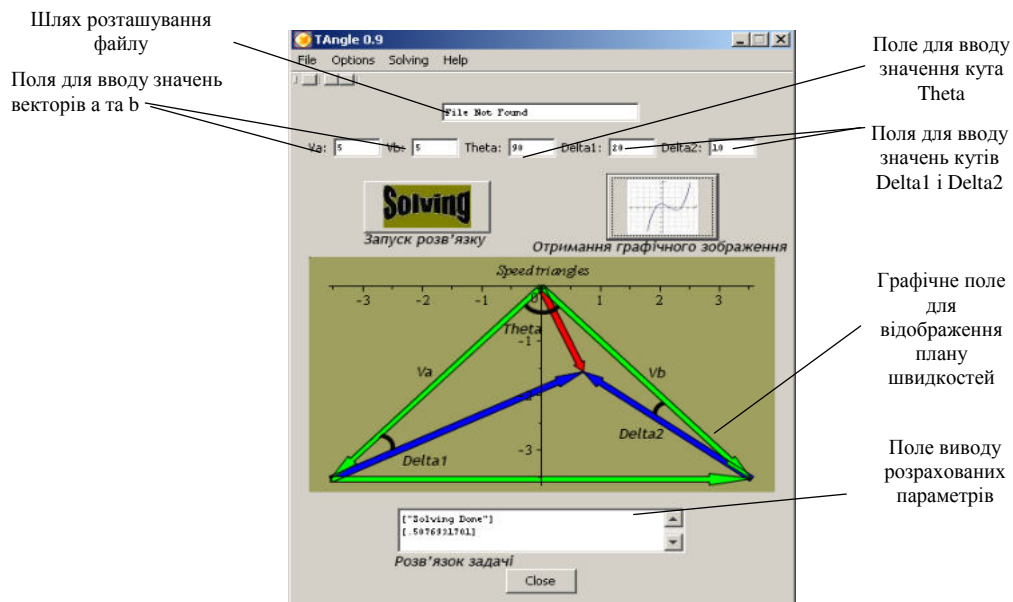 Шлях розташування
файлу
Поля для вводу значень
векторів a та b
TAngle 0.9
File Options Solving Help
File Not Found
Va: 5 Vb: 5 Theta: 90 Delta1: 20 Delta2: 10
Solving
Запуск розв'язку
Отримання графічного зображення
Поле для вводу
значення кута
Theta
Поля для вводу
значень кутів
Delta1 і Delta2
Speed triangles
-3 -2 -1 0 1 2 3
Theta
-1
Va
Vb
Delta2
Delta1
-3
Графічне поле
для
відображення
плану
швидкостей
Поле виводу
розрахованих
параметрів
["Solving Done"]
[.5076921701]
Розв'язок задачі
Close